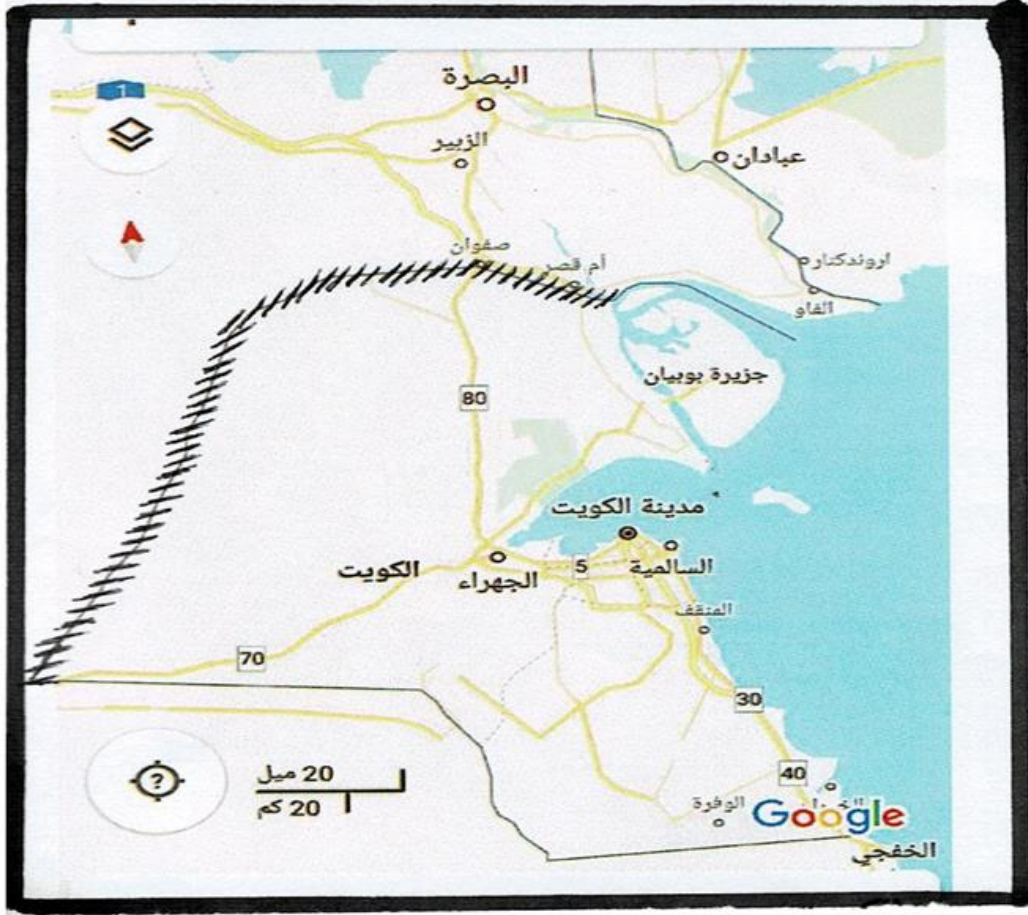 1
البصرة
الزبير
عبادان
صفوان
أم قصر
اروندكنار
الفاو
جزيرة بوبيان
80
مدينة الكويت
السالمية
5
الجهراء
الكويت
المنقف
70
30
20 ميل
20 كم
?
40
الوفرة
Google
الخفجي